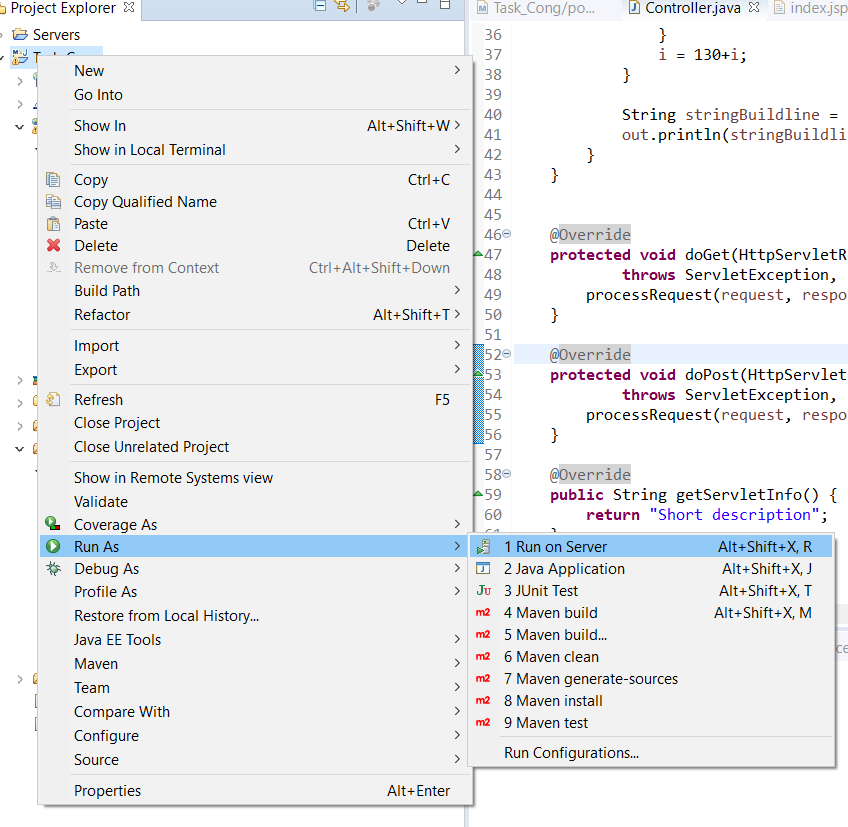 Project Explorer
Task_Cong/po...
Controller.java
index.jsp
Servers
New
Go Into
Show In Alt+Shift+W
Show in Local Terminal
Copy Ctrl+C
Copy Qualified Name
Paste Ctrl+V
Delete Delete
Remove from Context Ctrl+Alt+Shift+Down
Build Path
Refactor Alt+Shift+T
Import
Export
Refresh F5
Close Project
Close Unrelated Project
Show in Remote Systems view
Validate
Coverage As
Run As
Debug As
Profile As
Restore from Local History...
Java EE Tools
Maven
Team
Compare With
Configure
Source
Properties Alt+Enter
1 Run on Server Alt+Shift+X, R
2 Java Application Alt+Shift+X, J
3 JUnit Test Alt+Shift+X, T
4 Maven build Alt+Shift+X, M
5 Maven build...
6 Maven clean
7 Maven generate-sources
8 Maven install
9 Maven test
Run Configurations...
36 }
37 i = 130+i;
38 }
39
40 String stringBuildline =
41 out.println(stringBuildli
42 }
43 }
44
45
46 @Override
47 protected void doGet(HttpServletR
48 throws ServletException,
49 processRequest(request, respo
50 }
51
52 @Override
53 protected void doPost(HttpServlet
54 throws ServletException,
55 processRequest(request, respo
56 }
57
58 @Override
59 public String getServletInfo() {
60 return "Short description";